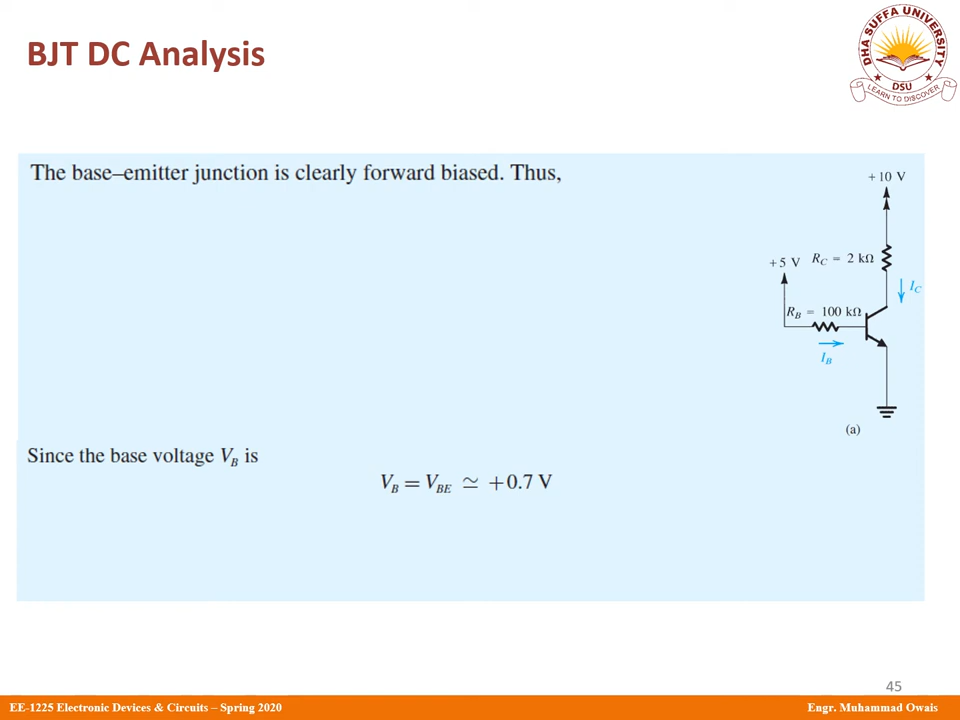 BJT DC Analysis
DHA SUFFA UNIVERSITY
DSU
LEARN TO DISCOVER
The base–emitter junction is clearly forward biased. Thus,
+10 V
+5 V
R_C = 2 kΩ
I_C
R_B = 100 kΩ
I_B
(a)
Since the base voltage V_B is
V_B = V_BE ≃ +0.7 V
45
EE-1225 Electronic Devices & Circuits – Spring 2020
Engr. Muhammad Owais